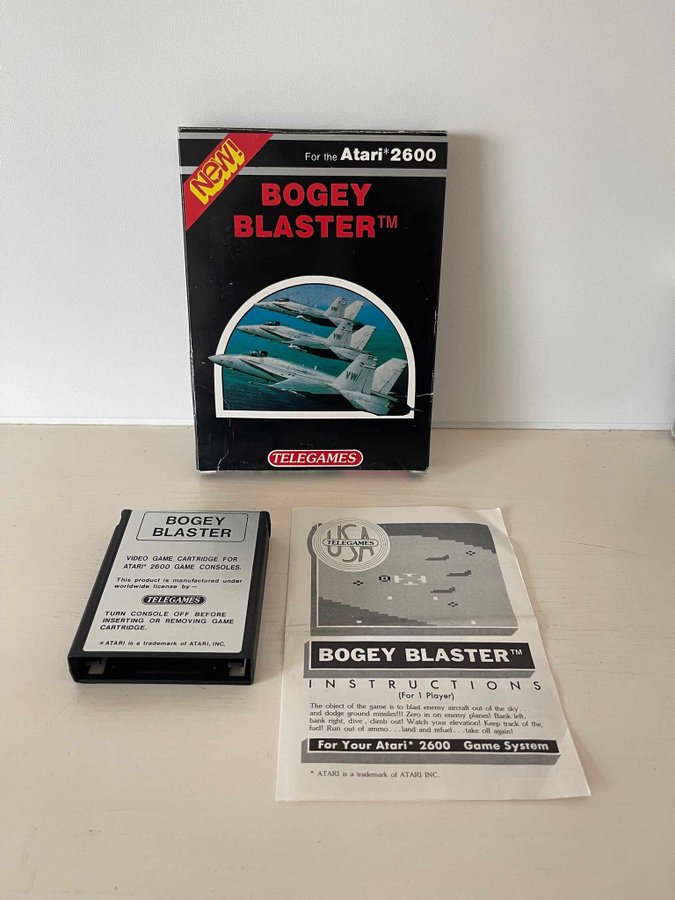 NEW!
For the Atari* 2600
BOGEY
BLASTER™
VW
VW
VW
TELEGAMES
BOGEY
BLASTER
VIDEO GAME CARTRIDGE FOR
ATARI* 2600 GAME CONSOLES.
This product is manufactured under
worldwide license by—
TELEGAMES
TURN CONSOLE OFF BEFORE
INSERTING OR REMOVING GAME
CARTRIDGE.
* ATARI is a trademark of ATARI, INC.
USA
TELEGAMES
BOGEY BLASTER™
INSTRUCTIONS
(For 1 Player)
The object of the game is to blast enemy aircraft out of the sky . . .
and dodge ground missiles!!! Zero in on enemy planes! Bank left,
bank right, dive , climb out! Watch your elevation! Keep track of the
fuel! Run out of ammo . . . land and refuel . . . take off again!
For Your Atari* 2600 Game System
* ATARI is a trademark of ATARI INC.